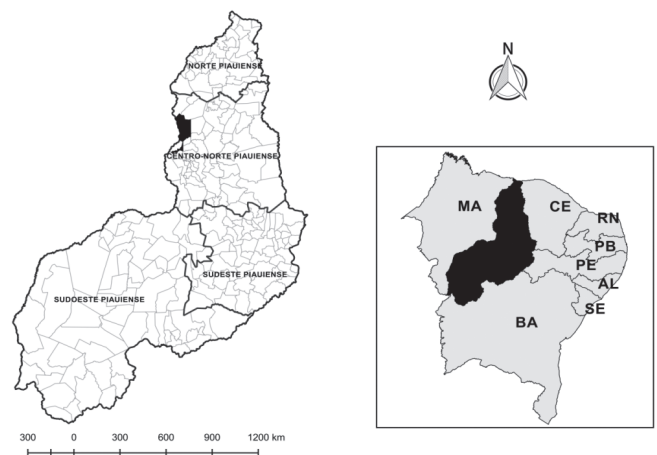 NORTE PIAUIENSE
CENTRO-NORTE PIAUIENSE
SUDESTE PIAUIENSE
SUDOESTE PIAUIENSE
300 0 300 600 900 1200 km
N
MA
CE
RN
PB
PE
AL
SE
BA